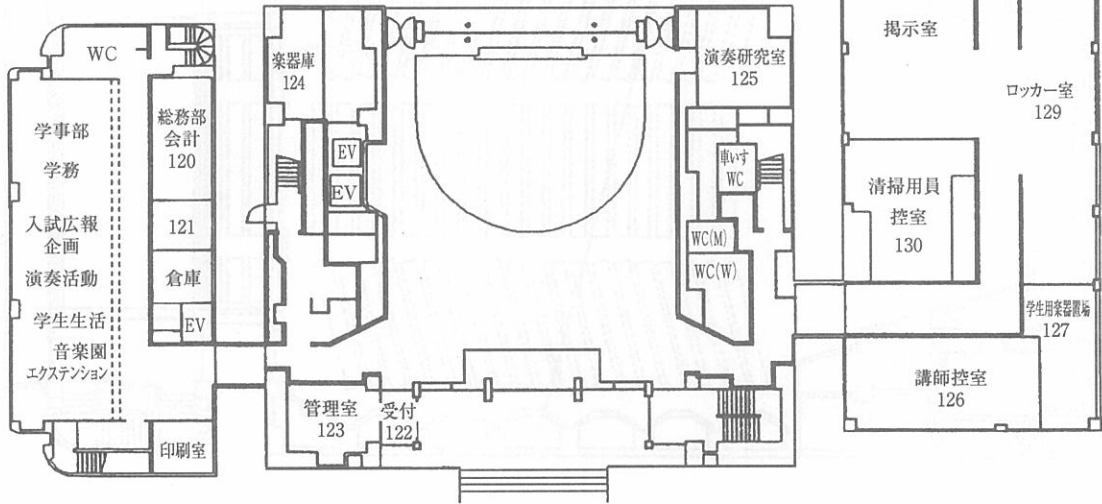 WC
学事部
学務
入試広報
企画
演奏活動
学生生活
音楽園
エクステンション
総務部
会計
120
121
倉庫
EV
印刷室
楽器庫
124
EV
EV
管理室
123
受付
122
演奏研究室
125
車いす
WC
WC(M)
WC(W)
掲示室
ロッカー室
129
清掃用員
控室
130
学生用楽器置場
127
講師控室
126